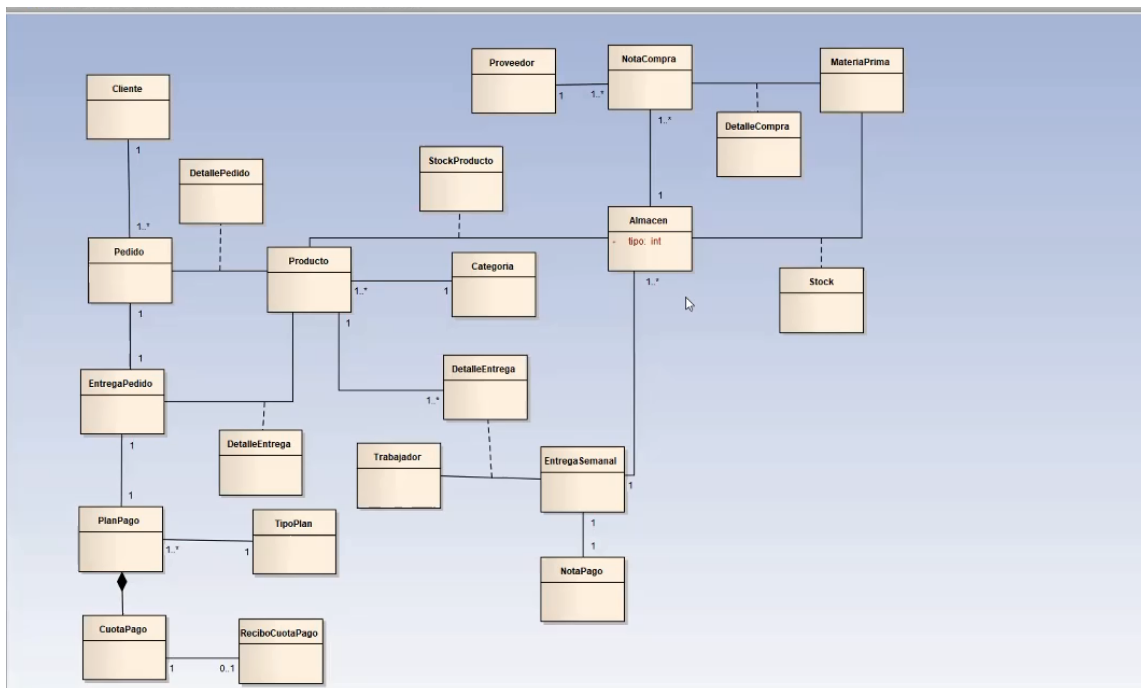 Proveedor
NotaCompra
MateriaPrima
1
1..*
Cliente
1..*
DetalleCompra
1
StockProducto
DetallePedido
1
1..*
Almacen
- tipo: int
Pedido
Producto
Categoria
1..*
1
1..*
Stock
1
1
1
DetalleEntrega
EntregaPedido
1..*
1
DetalleEntrega
Trabajador
EntregaSemanal
1
1
PlanPago
TipoPlan
1
1..*
1
1
NotaPago
CuotaPago
ReciboCuotaPago
1
0..1